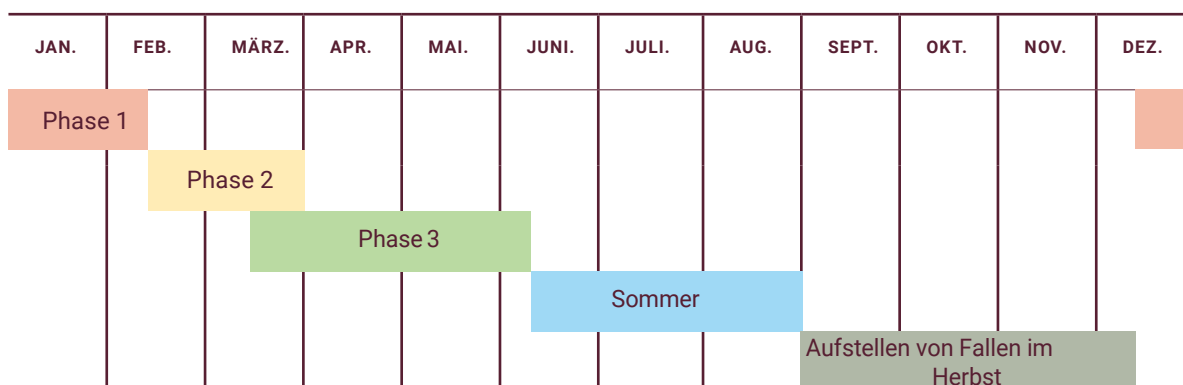 JAN. FEB. MÄRZ. APR. MAI. JUNI. JULI. AUG. SEPT. OKT. NOV. DEZ.
Phase 1
Phase 2
Phase 3
Sommer
Aufstellen von Fallen im
Herbst